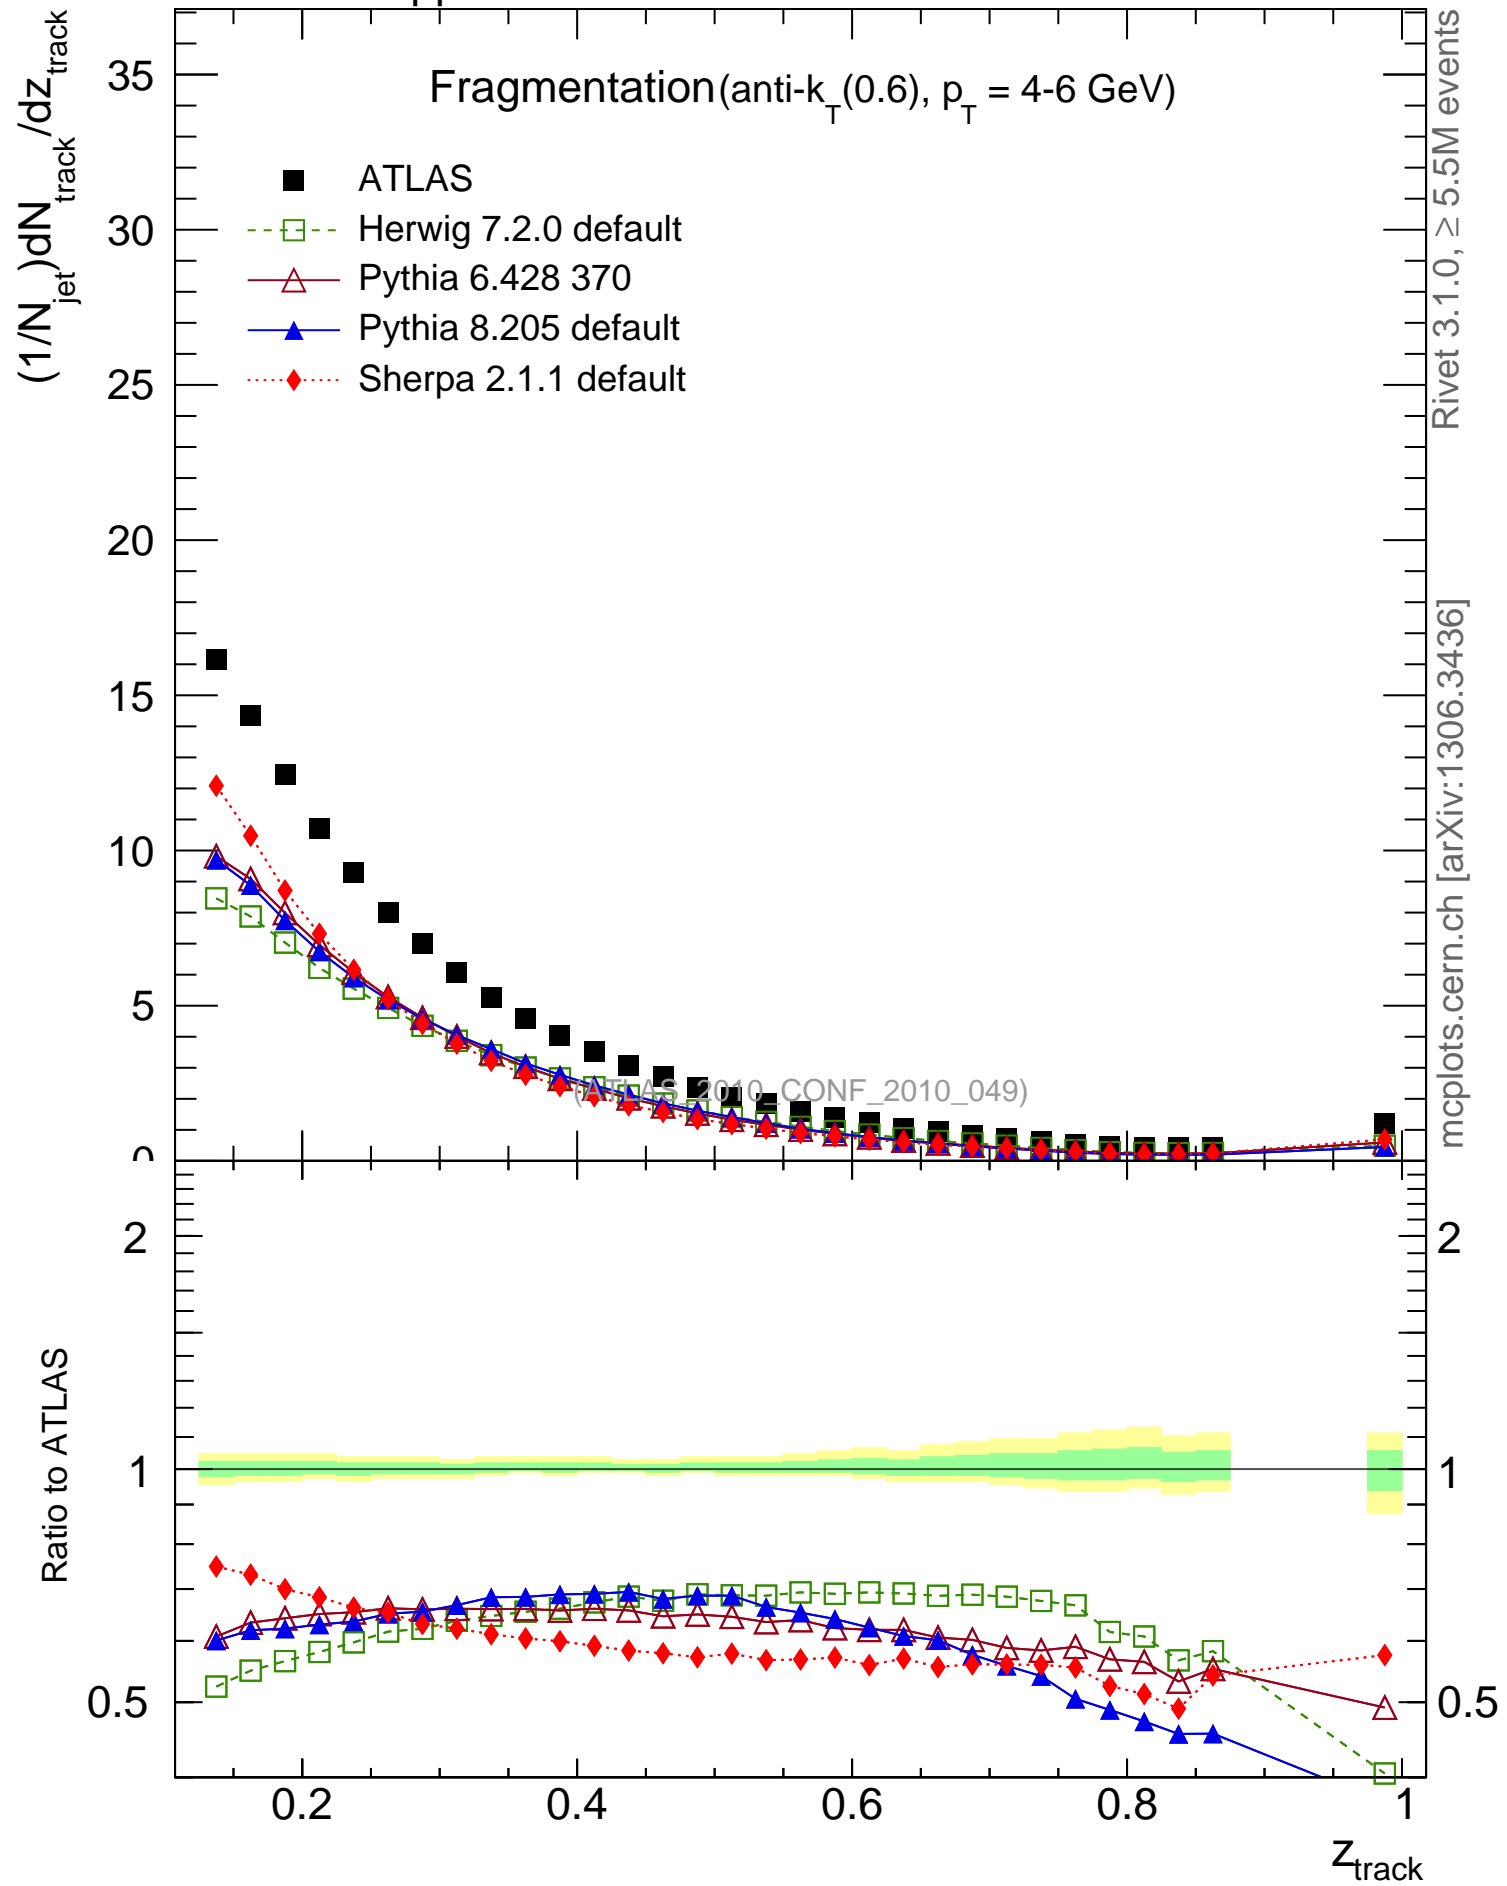 pp
Fragmentation (anti-k_T(0.6), p_T = 4-6 GeV)
(1/N_jet)dN_track/dz_track
ATLAS
Herwig 7.2.0 default
Pythia 6.428 370
Pythia 8.205 default
Sherpa 2.1.1 default
35
30
25
20
15
10
5
0
(ATLAS_2010_CONF_2010_049)
Rivet 3.1.0, ≥ 5.5M events
mcplots.cern.ch [arXiv:1306.3436]
Ratio to ATLAS
2
1
0.5
2
1
0.5
0.2
0.4
0.6
0.8
1
z_track